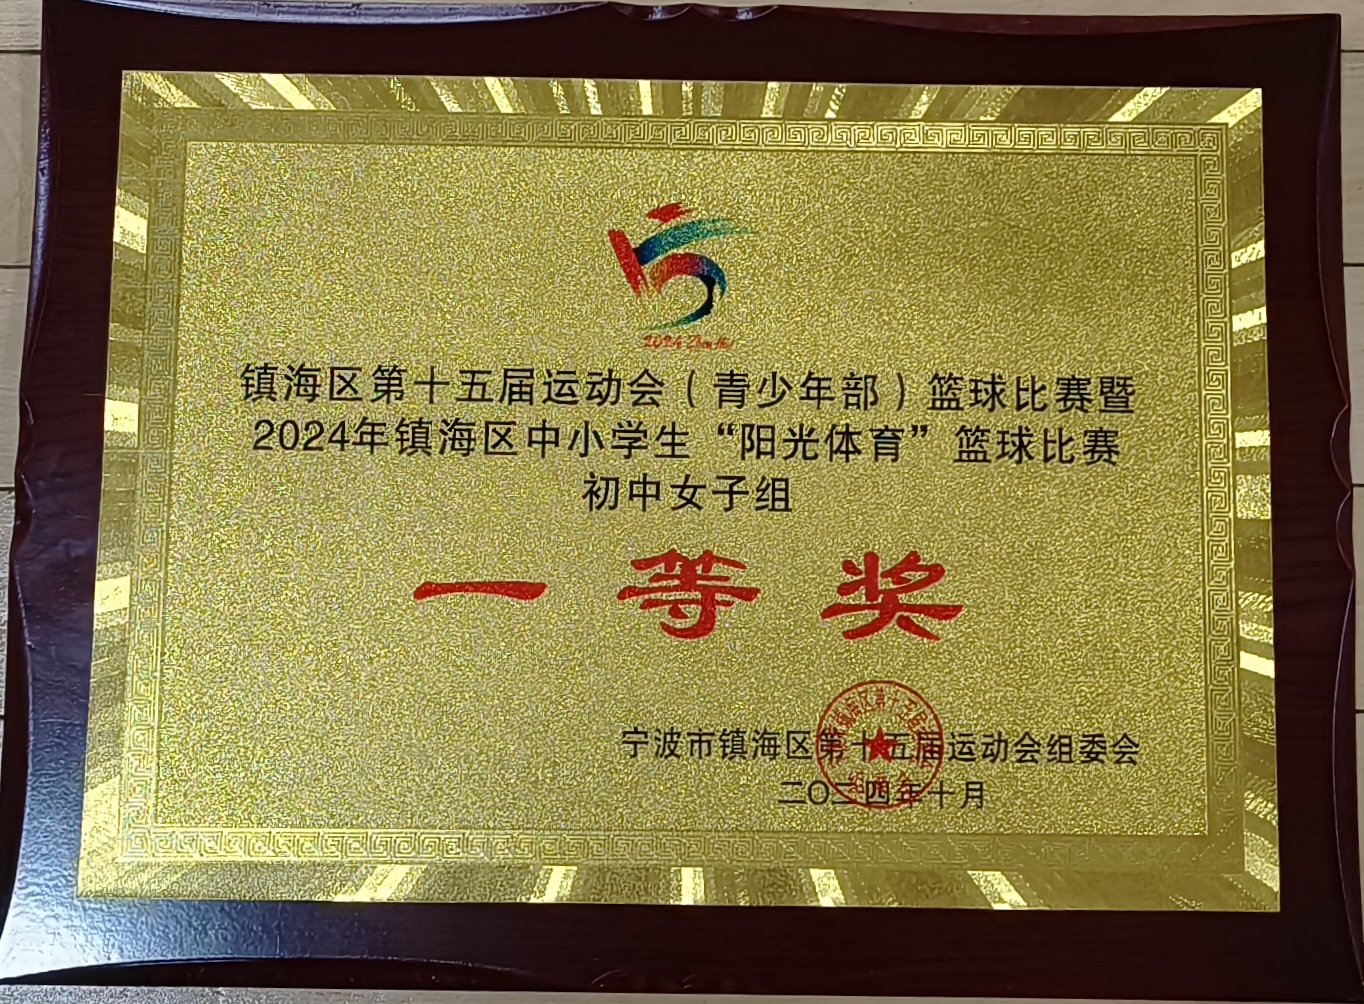 2024 Zhen Hai
镇海区第十五届运动会（青少年部）篮球比赛暨
2024年镇海区中小学生“阳光体育”篮球比赛
初中女子组
一等奖
宁波市镇海区第十五届运动会组委会
二〇二四年十月